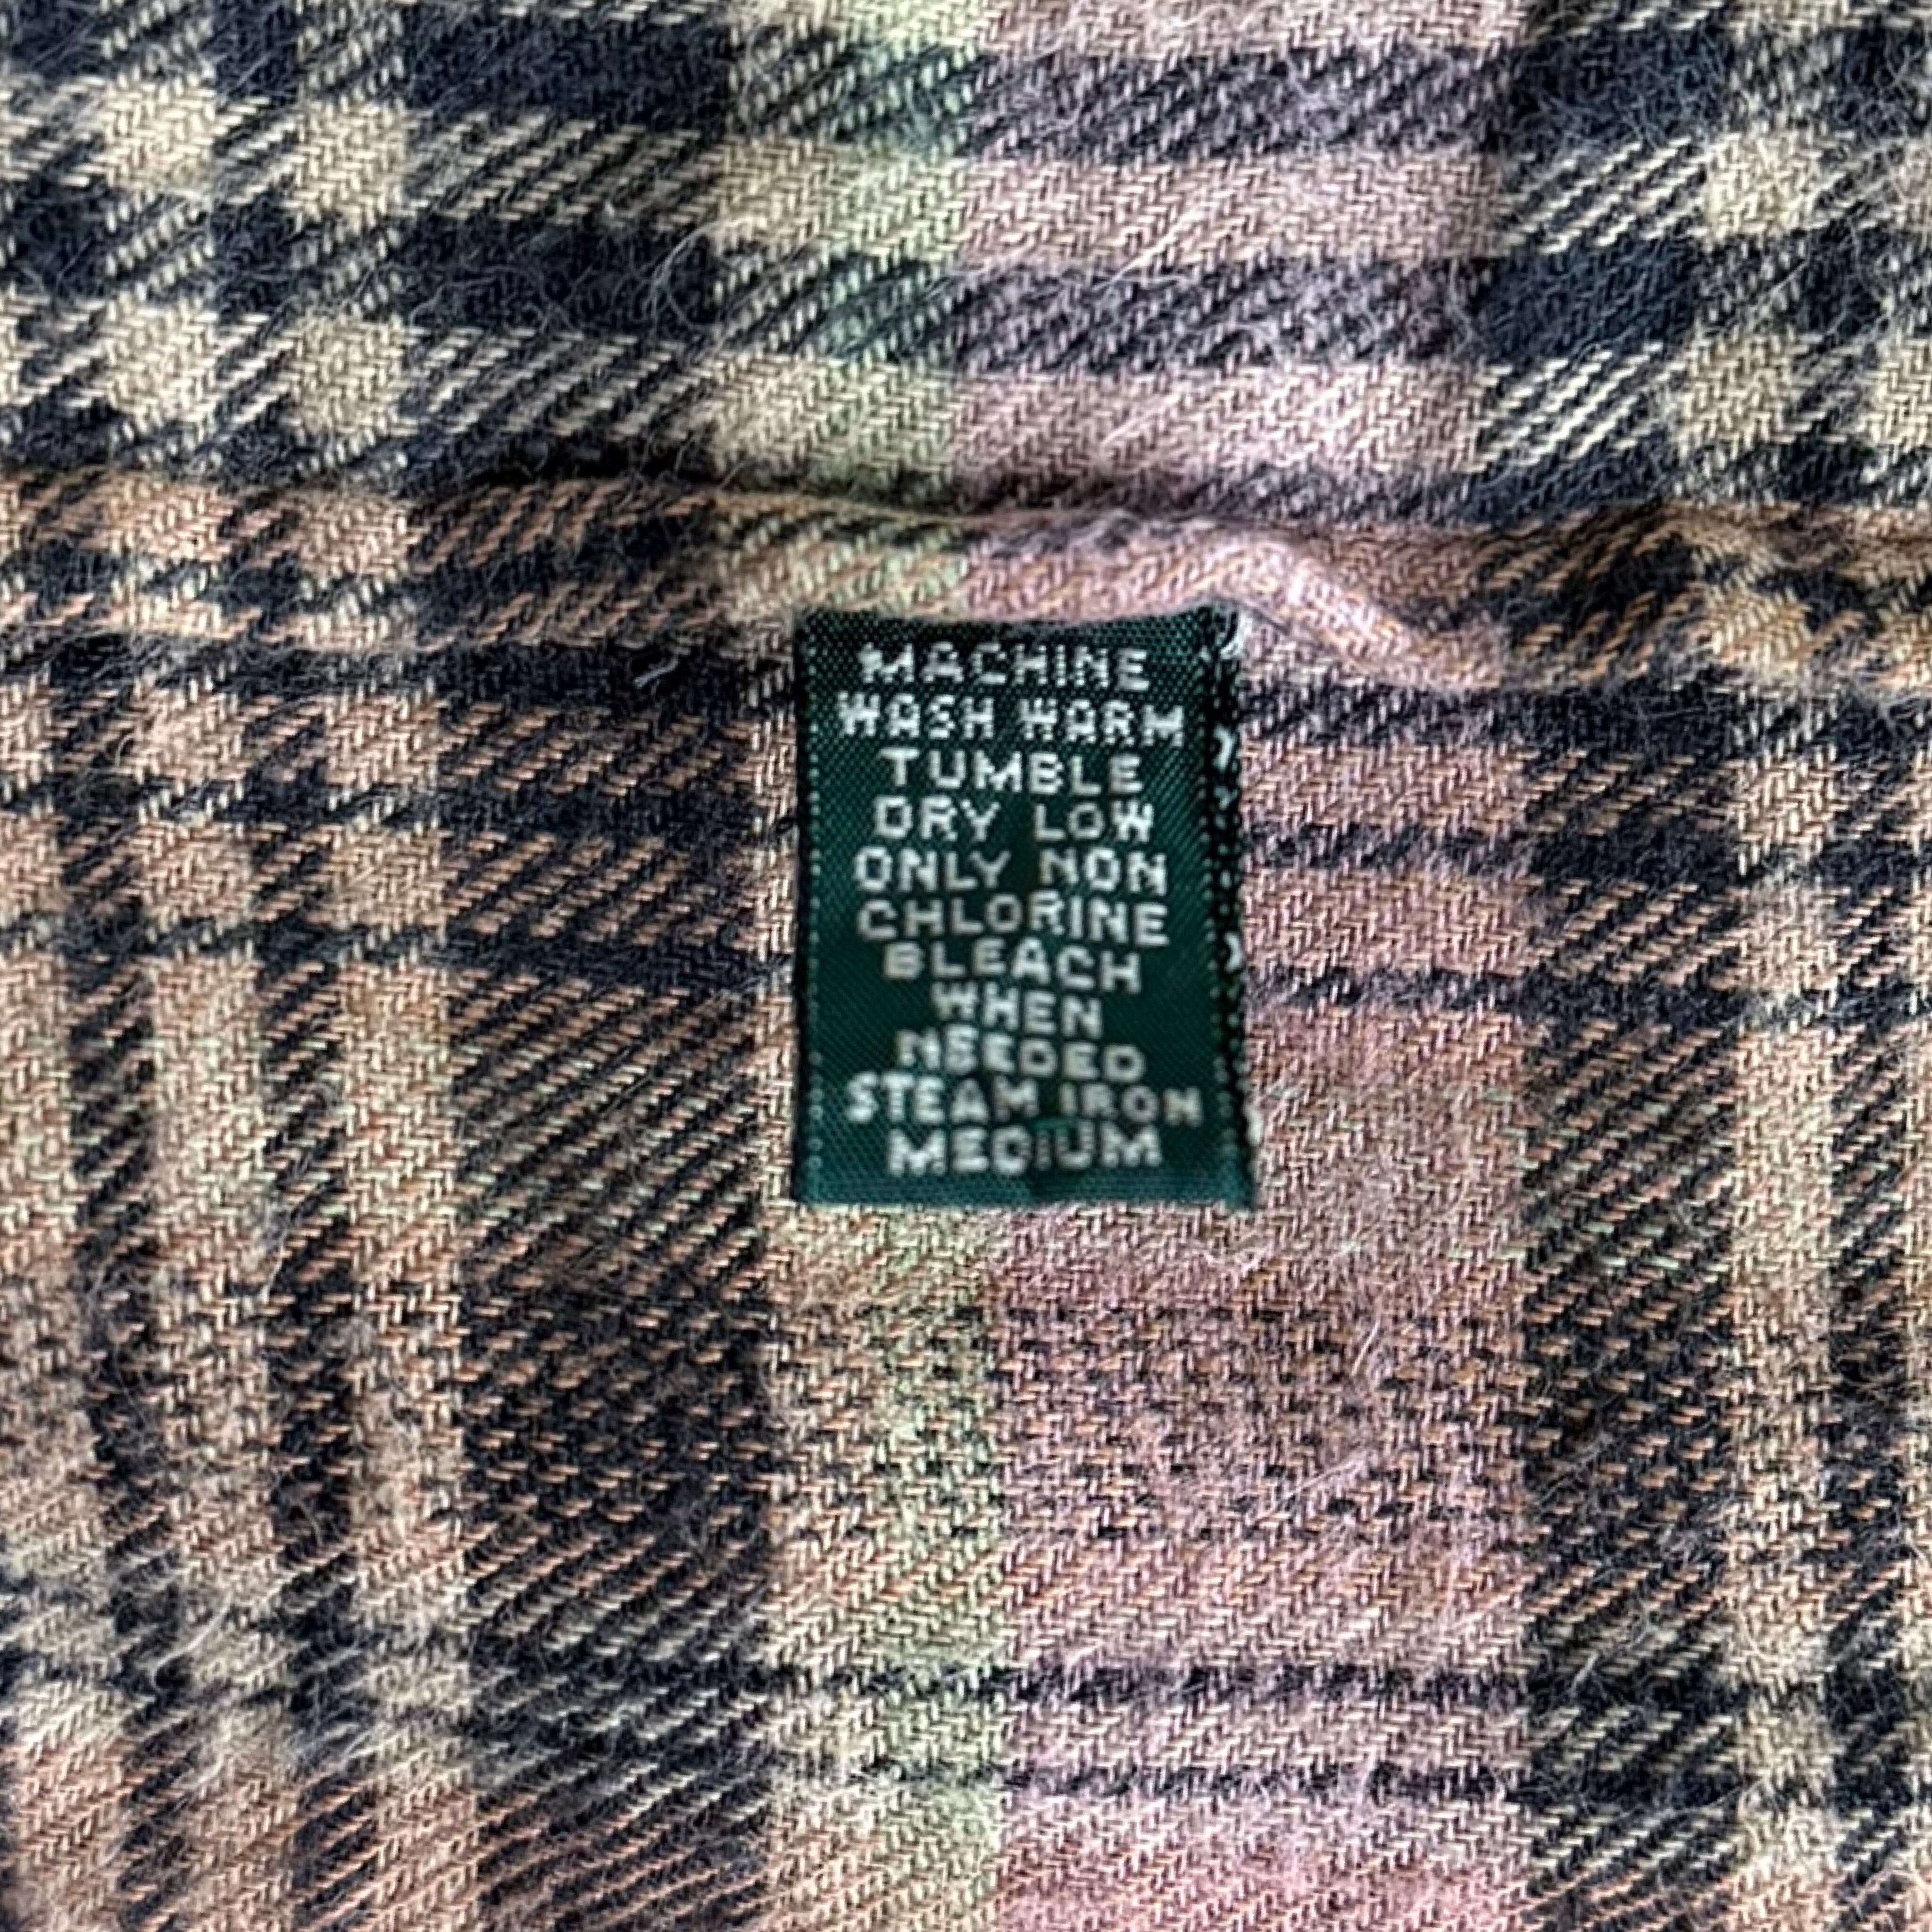 MACHINE
WASH WARM
TUMBLE
DRY LOW
ONLY NON
CHLORINE
BLEACH
WHEN
NEEDED
STEAM IRON
MEDIUM